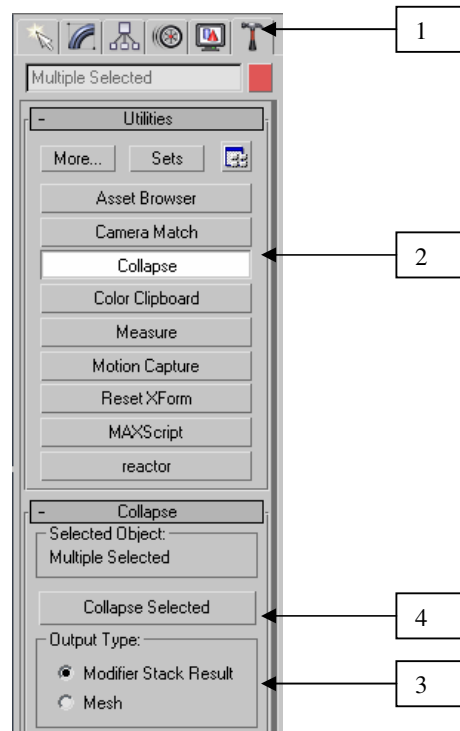 1
Multiple Selected
- Utilities
More... Sets
Asset Browser
Camera Match
Collapse
2
Color Clipboard
Measure
Motion Capture
Reset XForm
MAXScript
reactor
- Collapse
Selected Object:
Multiple Selected
Collapse Selected
4
Output Type:
Modifier Stack Result
3
Mesh